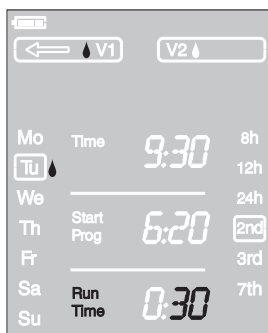 V1 V2
Mo Time 9:30 8h
Tu 12h
We 24h
Th Start Prog 6:20 2nd
Fr 3rd
Sa Run Time 0:30 7th
Su